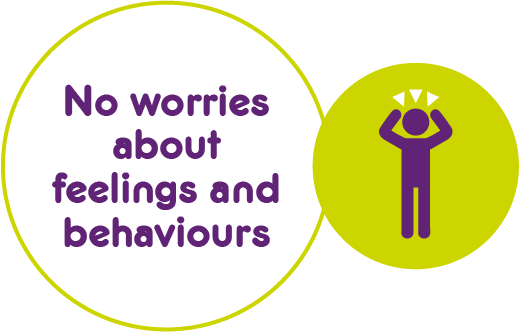 No worries
about
feelings and
behaviours